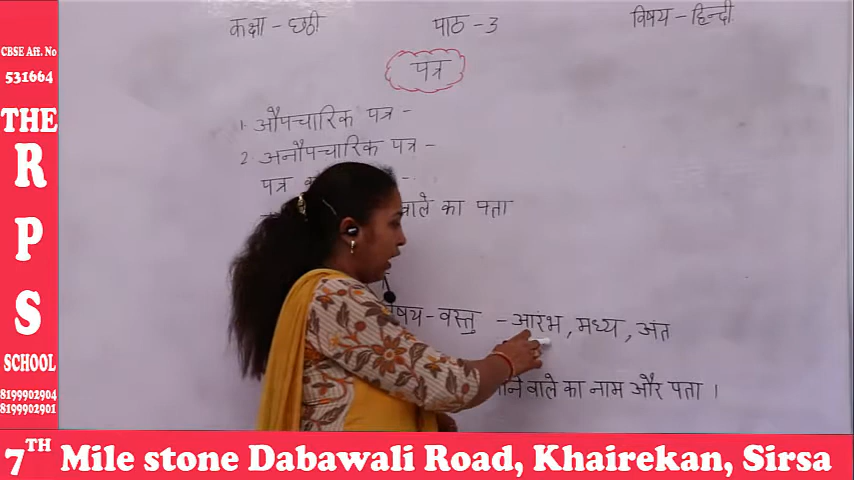 कक्षा - छठी पाठ - 3 विषय - हिन्दी
पत्र
1. औपचारिक पत्र -
2. अनौपचारिक पत्र -
पत्र -
वाले का पता
विषय - वस्तु - आरंभ, मध्य, अंत
वाले का नाम और पता ।
CBSE Aff. No
531664
THE
R
P
S
SCHOOL
8199902904
8199902901
7TH Mile stone Dabawali Road, Khairekan, Sirsa